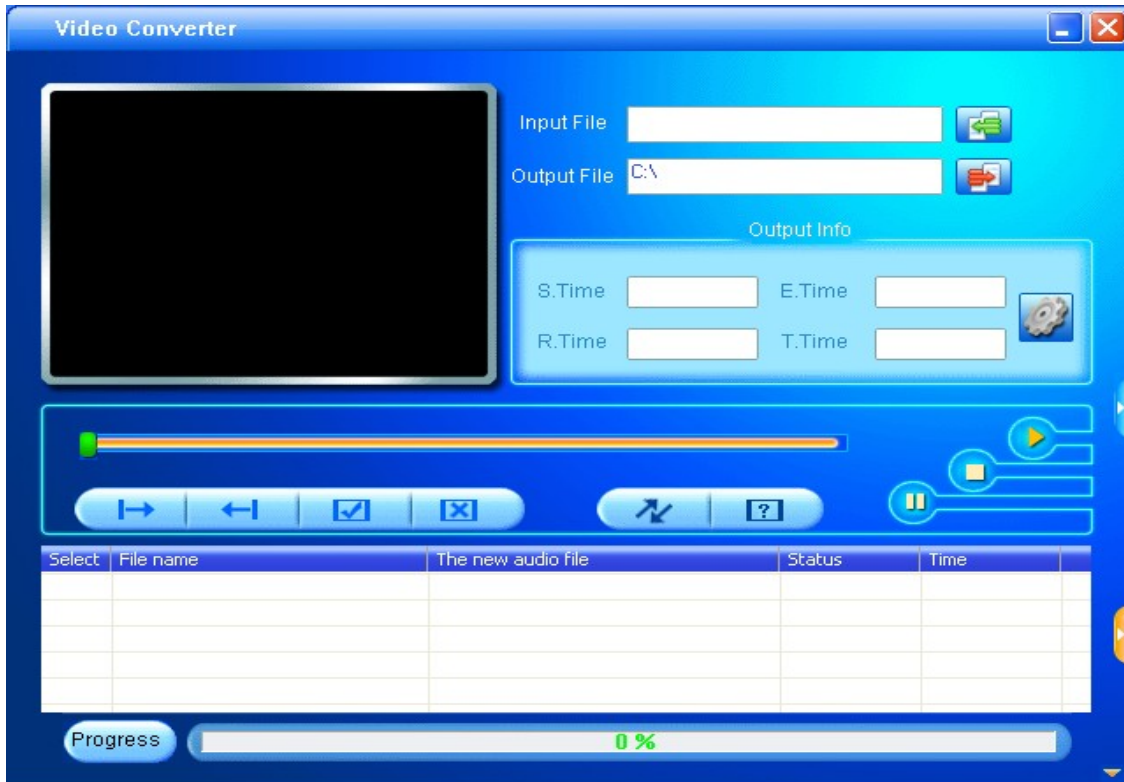 Video Converter
Input File
Output File C:\
Output Info
S.Time E.Time
R.Time T.Time
?
Select File name The new audio file Status Time
Progress 0 %